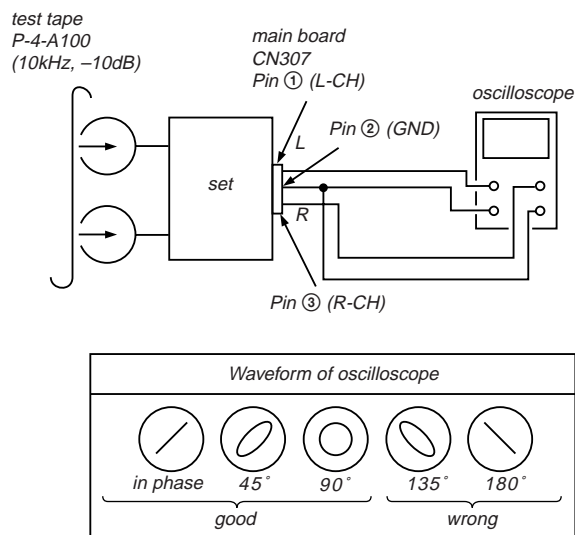 test tape
P-4-A100
(10kHz, –10dB)
main board
CN307
Pin ① (L-CH)
oscilloscope
Pin ② (GND)
L
set
R
Pin ③ (R-CH)
Waveform of oscilloscope
in phase 45° 90° 135° 180°
good wrong